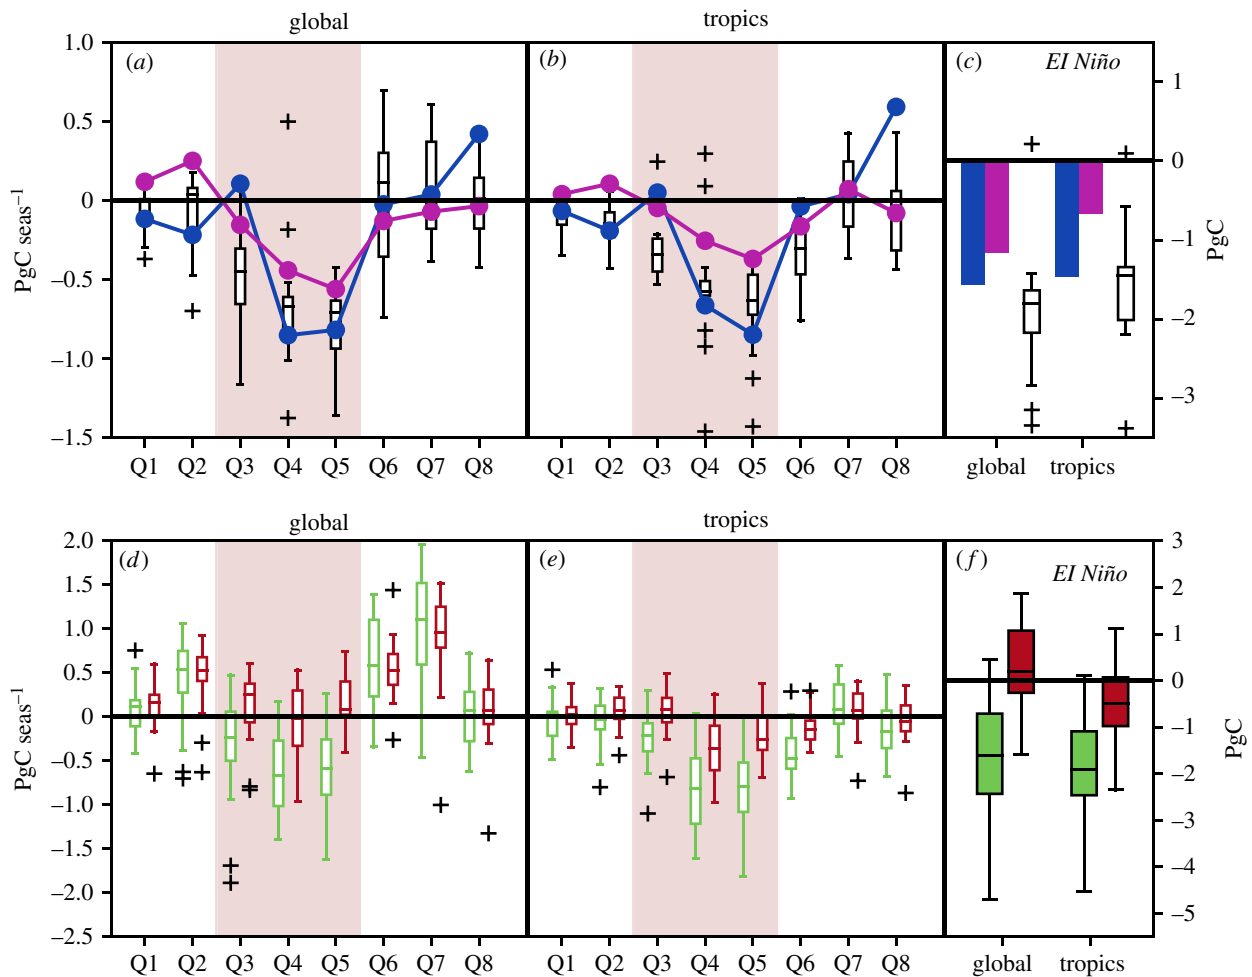 global
tropics
(a)
(b)
(c)
El Niño
1.0
0.5
0
–0.5
–1.0
–1.5
PgC seas⁻¹
1
0
–1
–2
–3
PgC
Q1 Q2 Q3 Q4 Q5 Q6 Q7 Q8
Q1 Q2 Q3 Q4 Q5 Q6 Q7 Q8
global tropics
global
tropics
(d)
(e)
(f)
El Niño
2.0
1.5
1.0
0.5
0
–0.5
–1.0
–1.5
–2.0
–2.5
PgC seas⁻¹
3
2
1
0
–1
–2
–3
–4
–5
PgC
Q1 Q2 Q3 Q4 Q5 Q6 Q7 Q8
Q1 Q2 Q3 Q4 Q5 Q6 Q7 Q8
global tropics